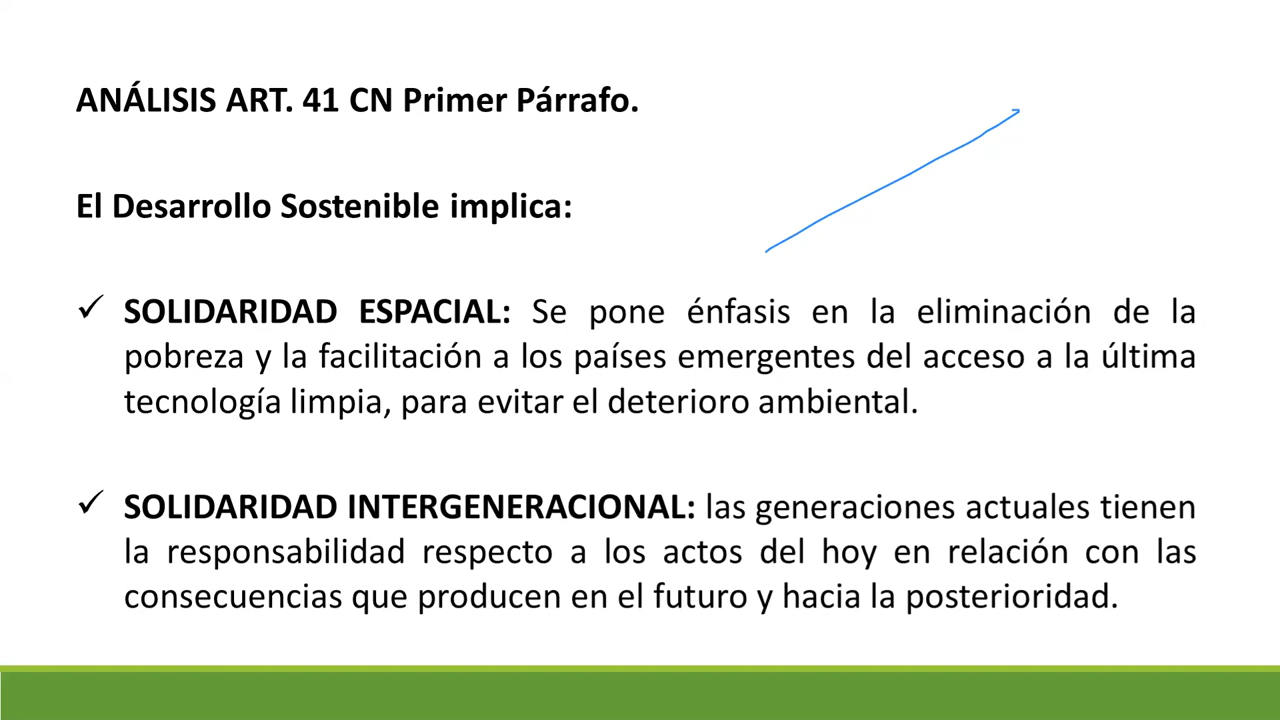 ANÁLISIS ART. 41 CN Primer Párrafo.
El Desarrollo Sostenible implica:
✓ SOLIDARIDAD ESPACIAL: Se pone énfasis en la eliminación de la
pobreza y la facilitación a los países emergentes del acceso a la última
tecnología limpia, para evitar el deterioro ambiental.
✓ SOLIDARIDAD INTERGENERACIONAL: las generaciones actuales tienen
la responsabilidad respecto a los actos del hoy en relación con las
consecuencias que producen en el futuro y hacia la posterioridad.